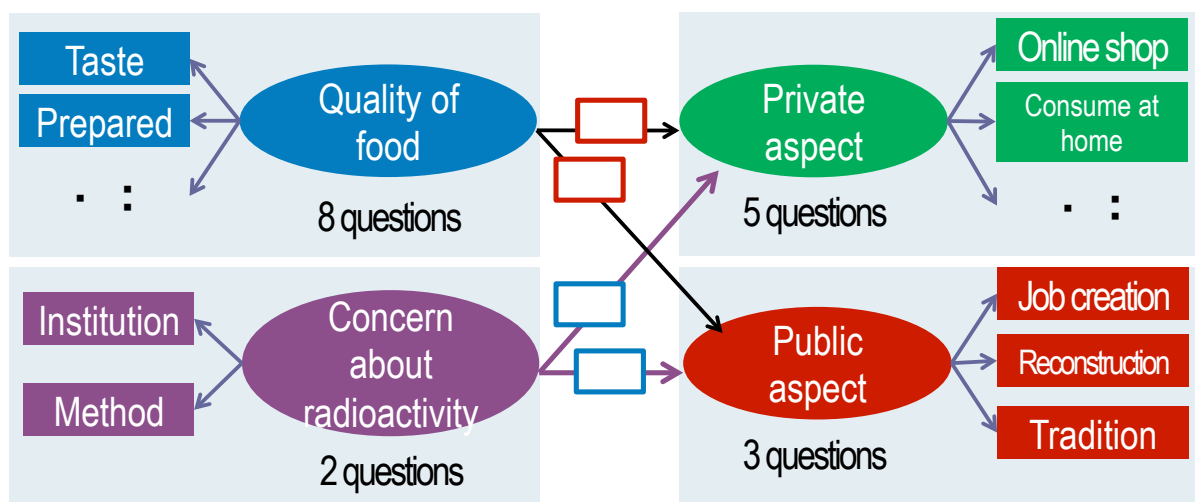 Taste
Prepared
· :
Quality of
food
8 questions
Private
aspect
5 questions
Online shop
Consume at
home
· :
Institution
Method
Concern
about
radioactivity
2 questions
Public
aspect
3 questions
Job creation
Reconstruction
Tradition